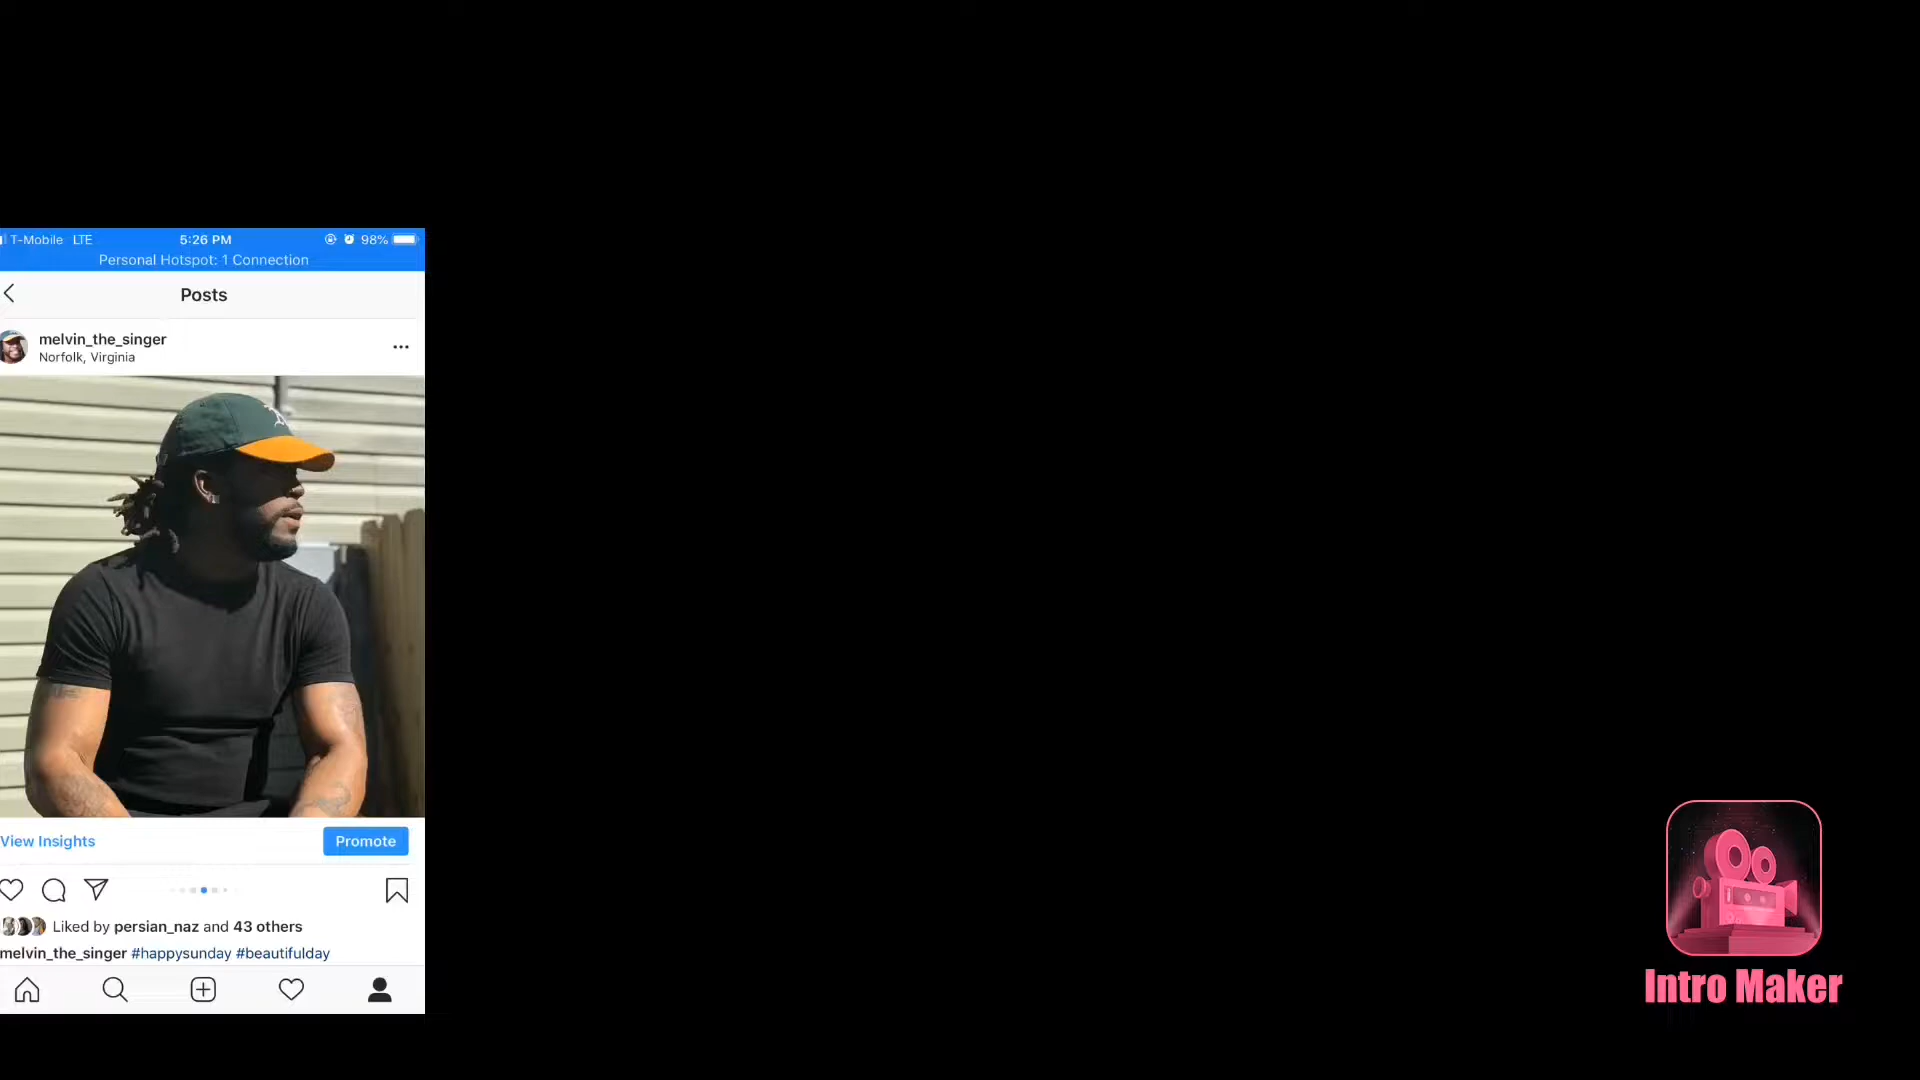 T-Mobile LTE 5:26 PM 98%
Personal Hotspot: 1 Connection
Posts
melvin_the_singer
Norfolk, Virginia
View Insights
Promote
Liked by persian_naz and 43 others
melvin_the_singer #happysunday #beautifulday
Intro Maker